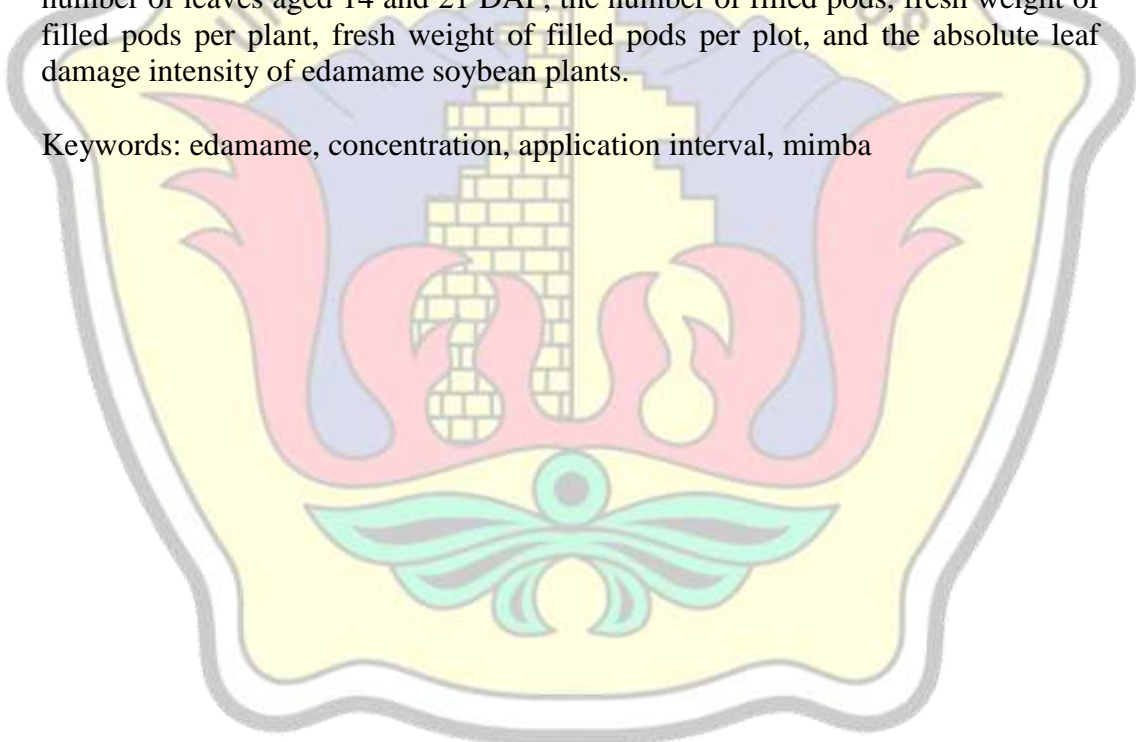 number of leaves aged 14 and 21 DAP, the number of filled pods, fresh weight of
filled pods per plant, fresh weight of filled pods per plot, and the absolute leaf
damage intensity of edamame soybean plants.
Keywords: edamame, concentration, application interval, mimba